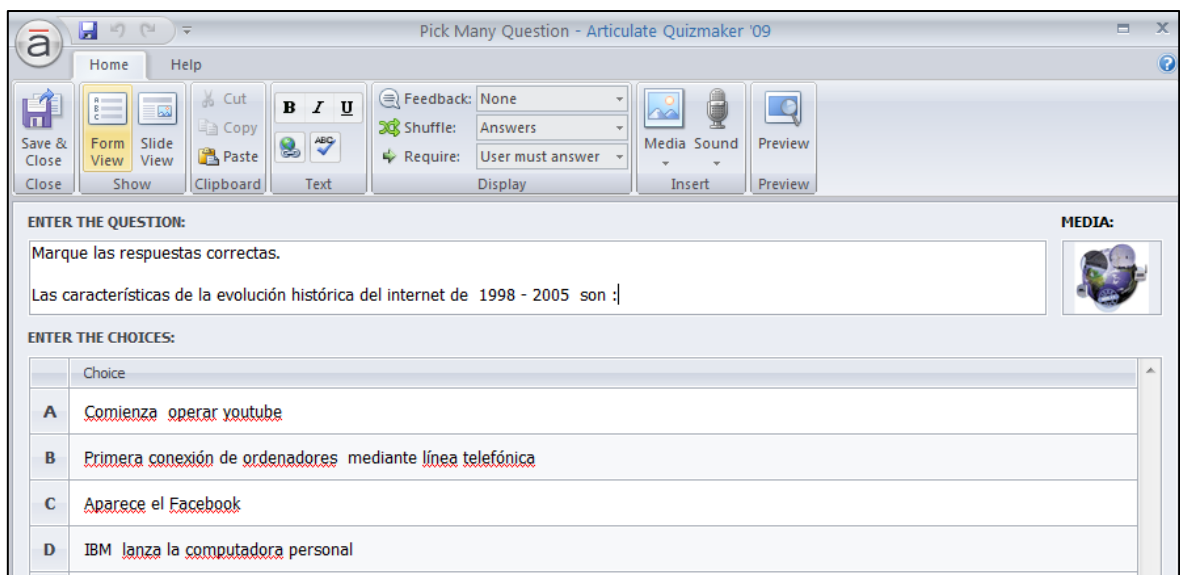 Pick Many Question - Articulate Quizmaker '09
Home Help
Save & Close
Form View
Slide View
Cut
Copy
Paste
B I U
ABC
Feedback: None
Shuffle: Answers
Require: User must answer
Media
Sound
Preview
Close Show Clipboard Text Display Insert Preview
ENTER THE QUESTION:
MEDIA:
Marque las respuestas correctas.
Las características de la evolución histórica del internet de 1998 - 2005 son :
ENTER THE CHOICES:
Choice
A Comienza operar youtube
B Primera conexión de ordenadores mediante línea telefónica
C Aparece el Facebook
D IBM lanza la computadora personal